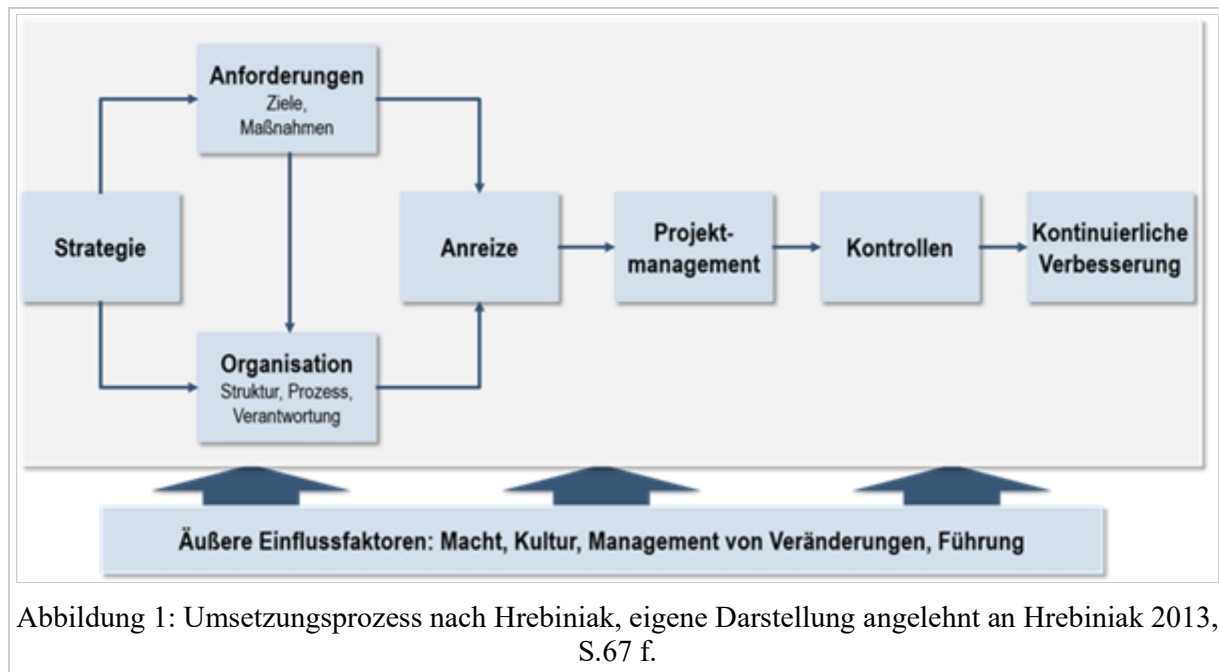 Anforderungen
Ziele,
Maßnahmen
Strategie
Organisation
Struktur, Prozess,
Verantwortung
Anreize
Projekt-
management
Kontrollen
Kontinuierliche
Verbesserung
Äußere Einflussfaktoren: Macht, Kultur, Management von Veränderungen, Führung
Abbildung 1: Umsetzungsprozess nach Hrebiniak, eigene Darstellung angelehnt an Hrebiniak 2013,
S.67 f.